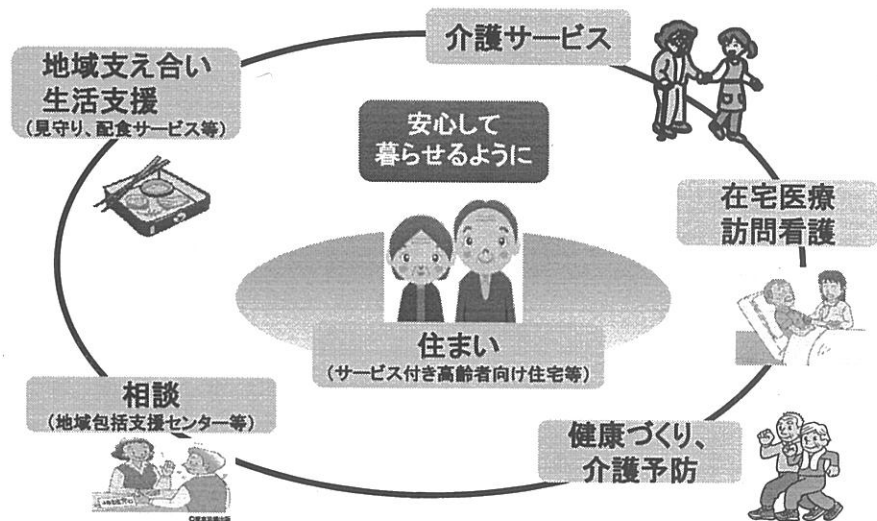 介護サービス
地域支え合い
生活支援
(見守り、配食サービス等)
安心して
暮らせるように
在宅医療
訪問看護
住まい
(サービス付き高齢者向け住宅等)
相談
(地域包括支援センター等)
健康づくり、
介護予防